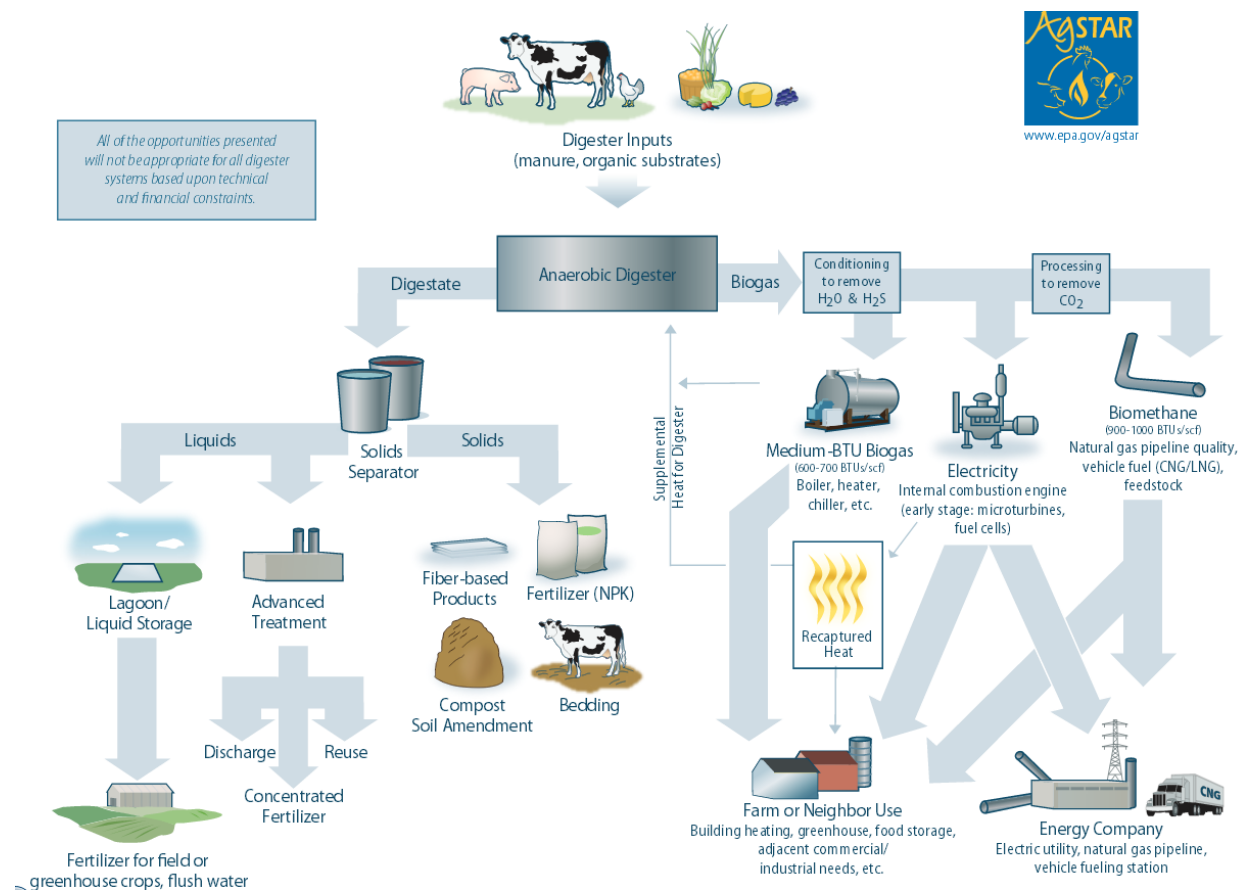 AgSTAR
www.epa.gov/agstar
All of the opportunities presented
will not be appropriate for all digester
systems based upon technical
and financial constraints.
Digester Inputs
(manure, organic substrates)
Anaerobic Digester
Digestate
Biogas
Conditioning
to remove
H2O & H2S
Processing
to remove
CO2
Solids
Separator
Liquids
Solids
Supplemental
Heat for Digester
Medium-BTU Biogas
(600-700 BTUs/scf)
Boiler, heater,
chiller, etc.
Electricity
Internal combustion engine
(early stage: microturbines,
fuel cells)
Biomethane
(900-1000 BTUs/scf)
Natural gas pipeline quality,
vehicle fuel (CNG/LNG),
feedstock
Lagoon/
Liquid Storage
Advanced
Treatment
Fiber-based
Products
Fertilizer (NPK)
Compost
Soil Amendment
Bedding
Recaptured
Heat
Discharge
Reuse
Concentrated
Fertilizer
Fertilizer for field or
greenhouse crops, flush water
Farm or Neighbor Use
Building heating, greenhouse, food storage,
adjacent commercial/
industrial needs, etc.
CNG
Energy Company
Electric utility, natural gas pipeline,
vehicle fueling station